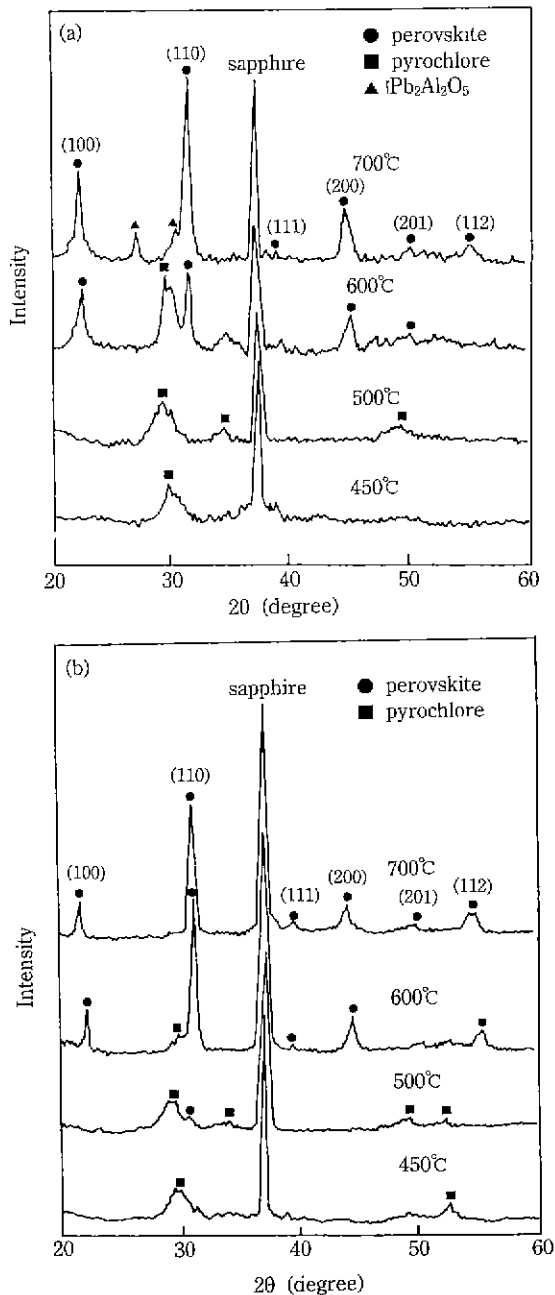 (a)
● perovskite
■ pyrochlore
▲ Pb₂Al₂O₅
(110)
sapphire
(100)
700℃
(200)
(111)
(201)
(112)
600℃
500℃
450℃
Intensity
20 30 40 50 60
2θ (degree)
(b)
sapphire
● perovskite
■ pyrochlore
(110)
(100)
700℃
(111)
(200)
(201)
(112)
600℃
500℃
450℃
Intensity
20 30 40 50 60
2θ (degree)